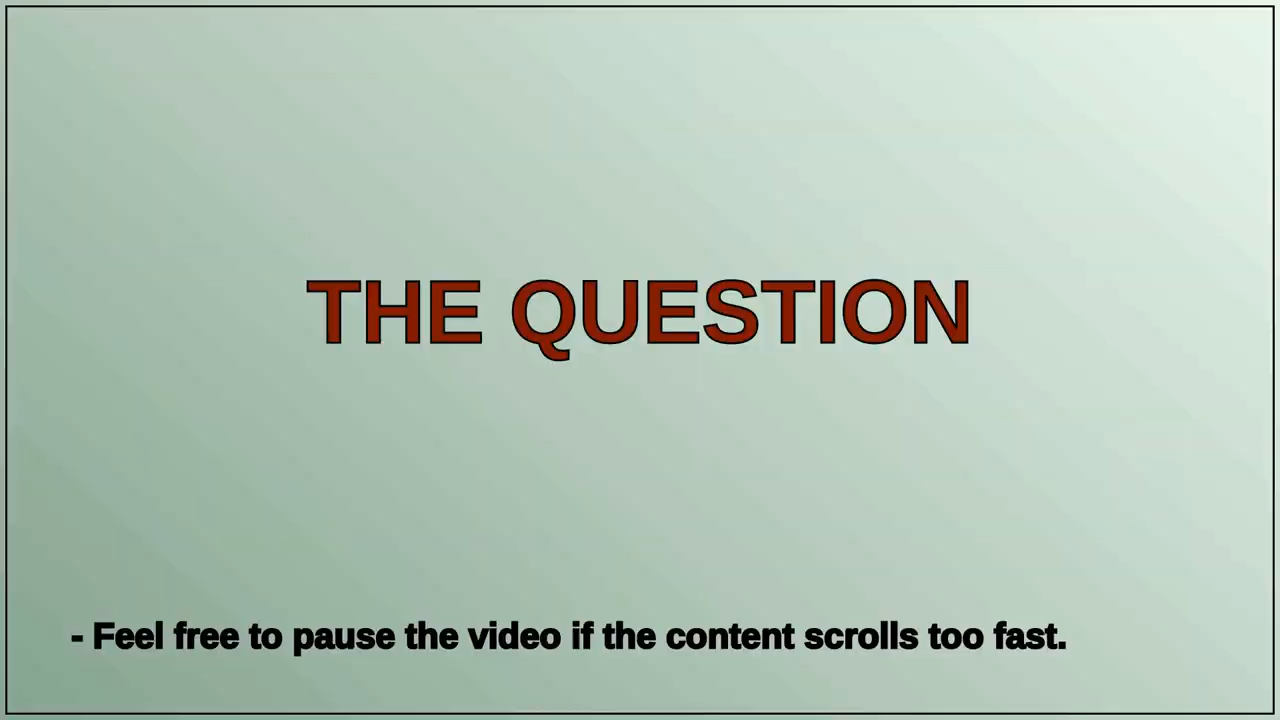 THE QUESTION
- Feel free to pause the video if the content scrolls too fast.